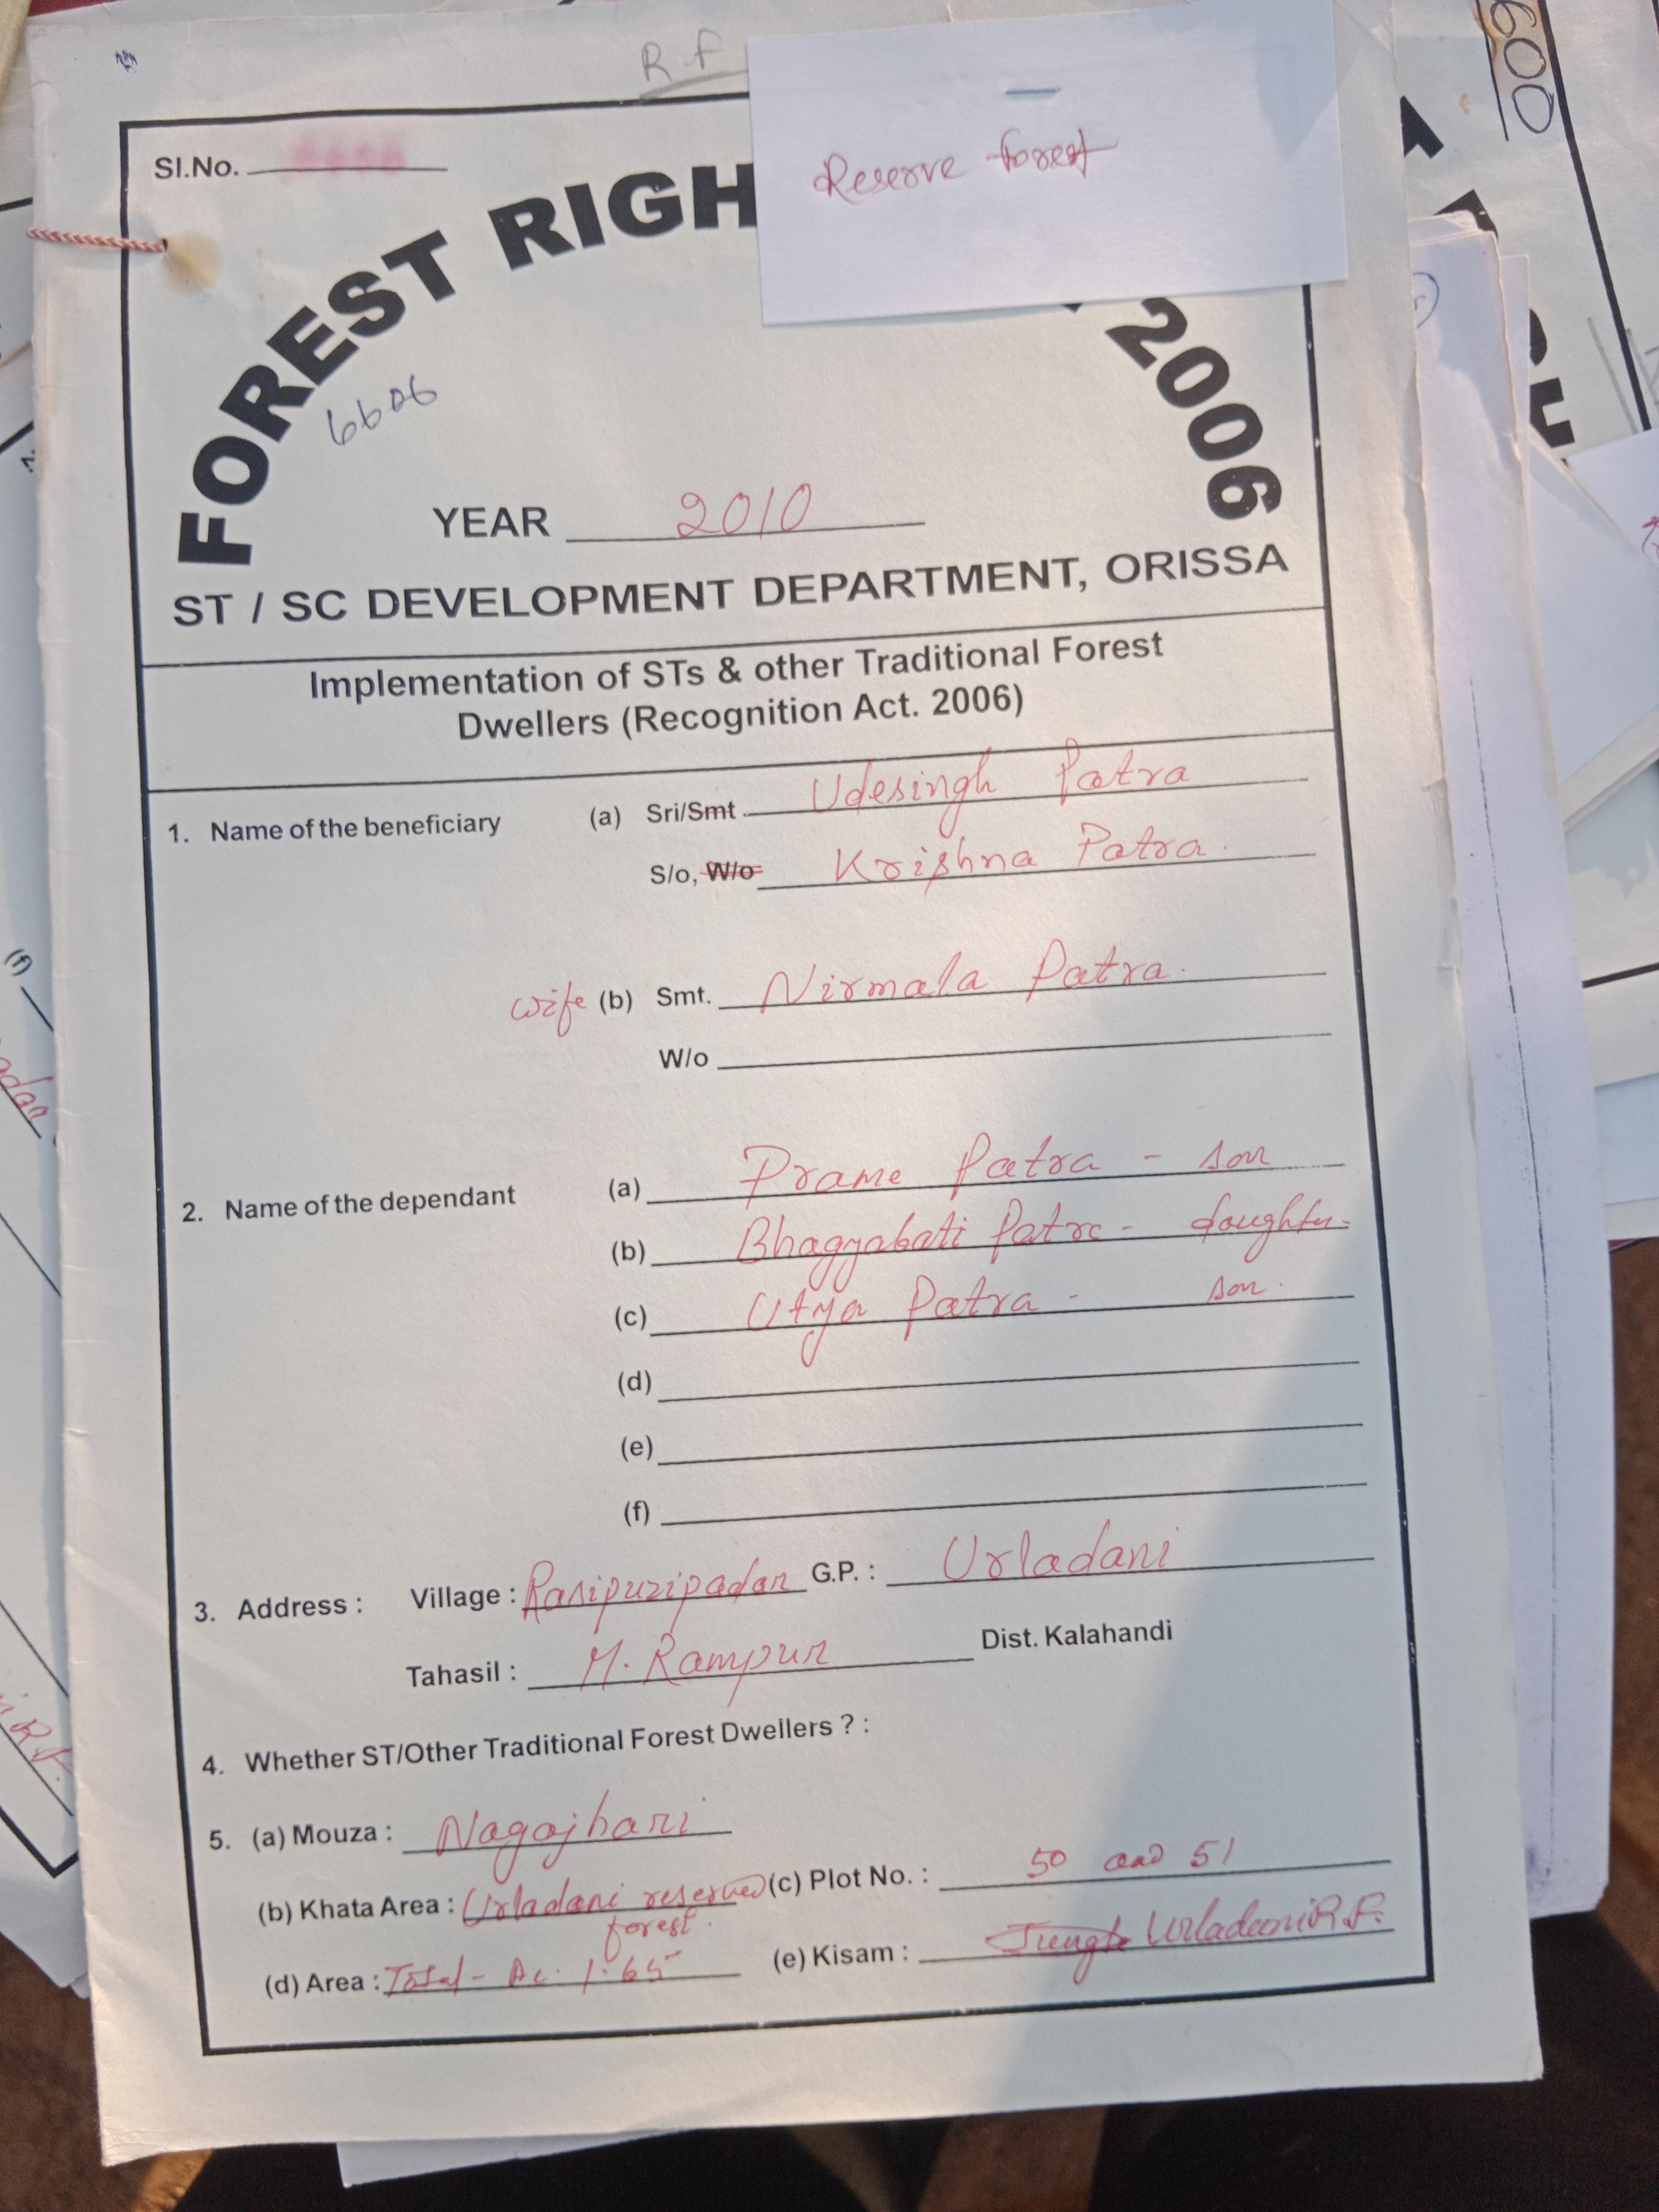 R.F
Reserve forest
Sl.No.
FOREST RIGH
2006
6606
YEAR 2010
ST / SC DEVELOPMENT DEPARTMENT, ORISSA
Implementation of STs & other Traditional Forest
Dwellers (Recognition Act. 2006)
1. Name of the beneficiary (a) Sri/Smt Udesingh Patra
S/o, W/o Krishna Patra.
wife (b) Smt. Nirmala Patra.
W/o
2. Name of the dependant (a) Prame Patra - son
(b) Bhagyabati Patra - daughter.
(c) Utya Patra - son.
(d)
(e)
(f)
3. Address : Village : Ranipuzipadar G.P. : Urladani
Tahasil : M. Rampur Dist. Kalahandi
4. Whether ST/Other Traditional Forest Dwellers ? :
5. (a) Mouza : Nagajhari
(b) Khata Area : Urladani reserved forest. (c) Plot No. : 50 and 51
(d) Area : Total - Ac. 1.65 (e) Kisam : Jungle Urladani R.F.
600